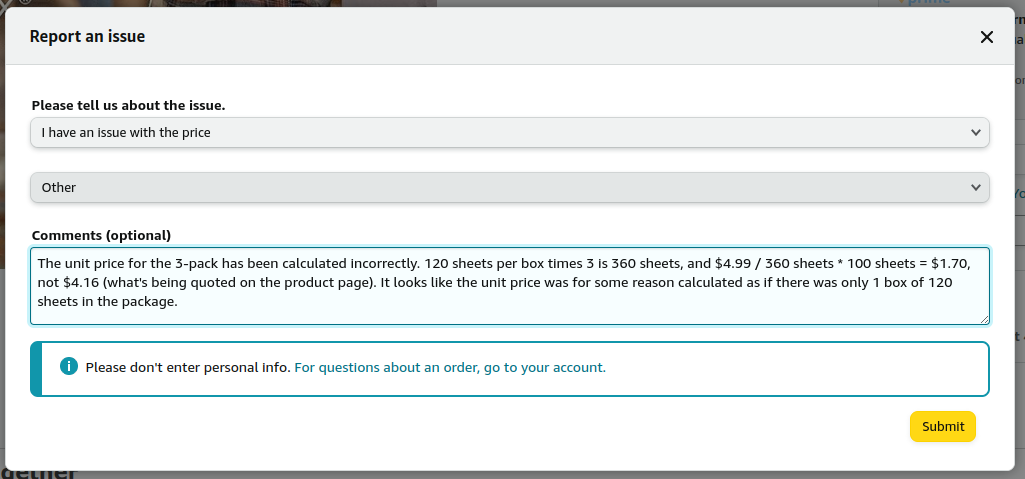 prime
Report an issue
Please tell us about the issue.
I have an issue with the price
Other
Comments (optional)
The unit price for the 3-pack has been calculated incorrectly. 120 sheets per box times 3 is 360 sheets, and $4.99 / 360 sheets * 100 sheets = $1.70,
not $4.16 (what's being quoted on the product page). It looks like the unit price was for some reason calculated as if there was only 1 box of 120
sheets in the package.
Please don't enter personal info. For questions about an order, go to your account.
Submit
gether